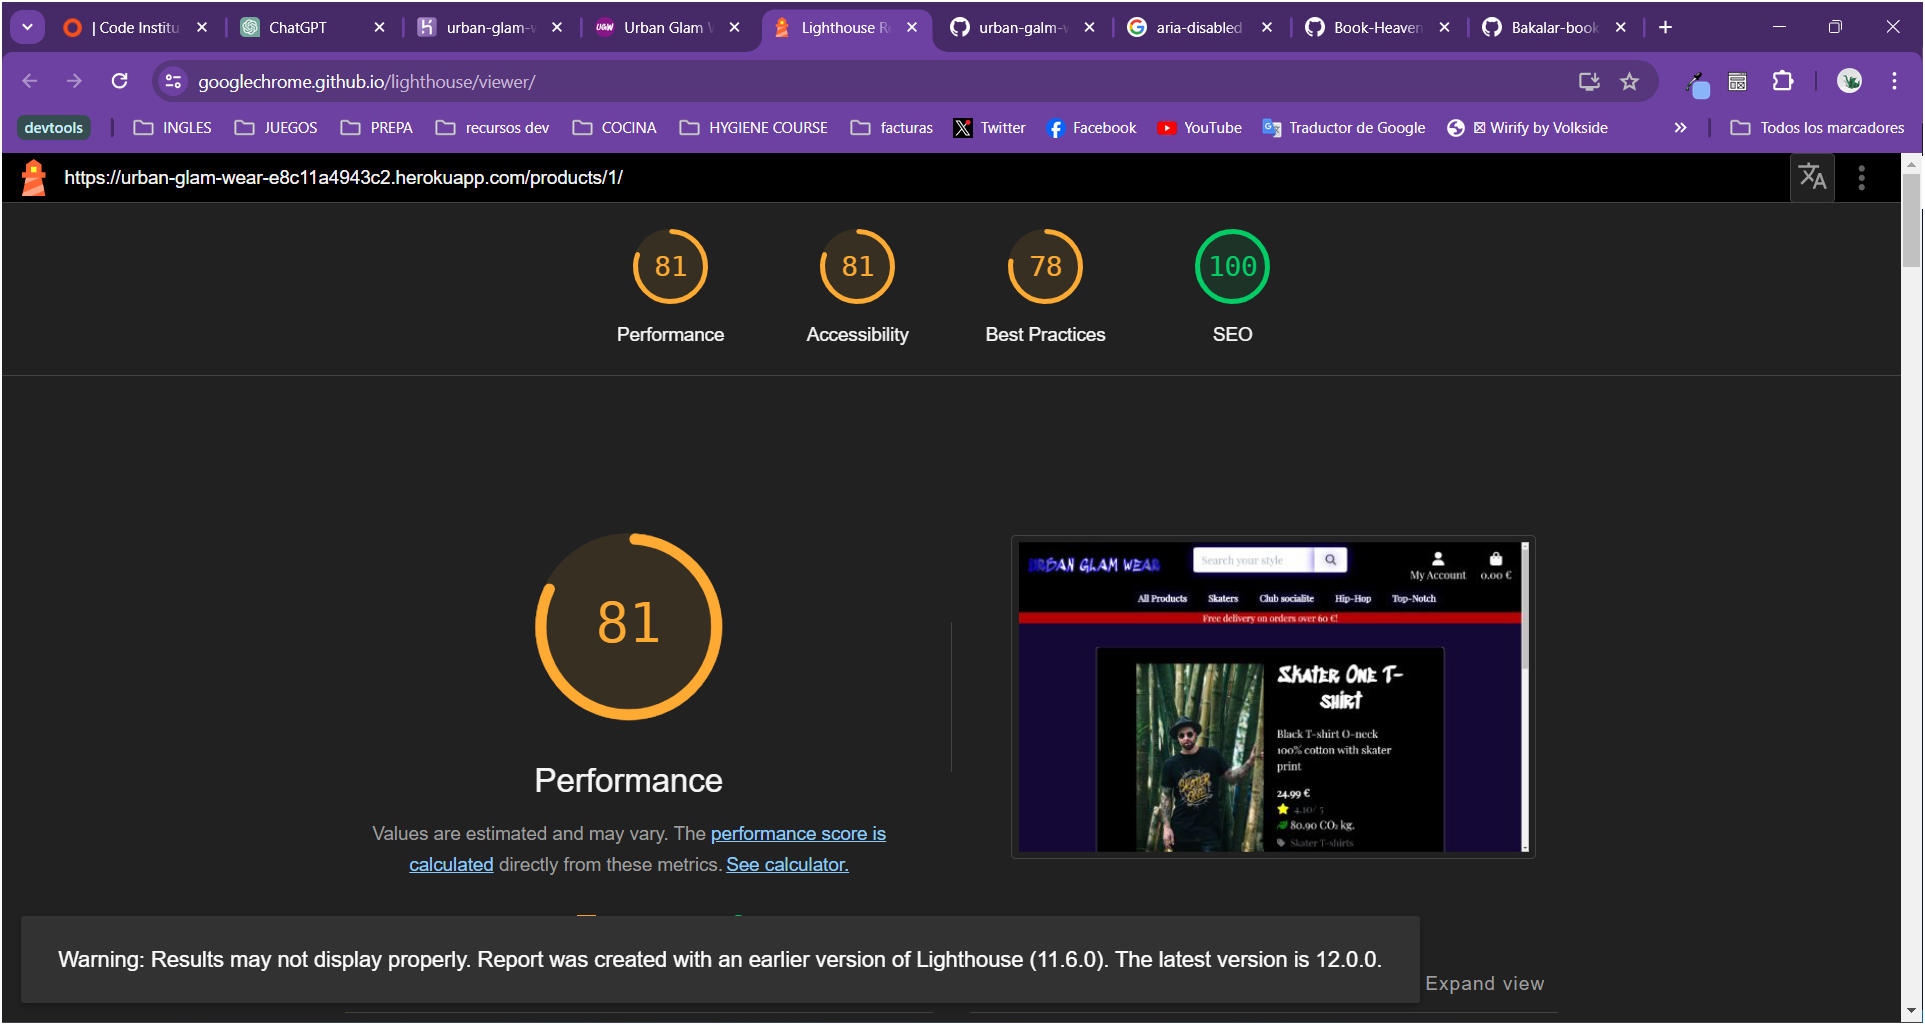 | Code Institu
ChatGPT
urban-glam-w
Urban Glam W
Lighthouse Re
urban-galm-w
aria-disabled
Book-Heaven
Bakalar-book
googlechrome.github.io/lighthouse/viewer/
devtools
INGLES
JUEGOS
PREPA
recursos dev
COCINA
HYGIENE COURSE
facturas
Twitter
Facebook
YouTube
Traductor de Google
Wirify by Volkside
Todos los marcadores
https://urban-glam-wear-e8c11a4943c2.herokuapp.com/products/1/
81
81
78
100
Performance
Accessibility
Best Practices
SEO
81
Performance
Values are estimated and may vary. The performance score is
calculated directly from these metrics. See calculator.
URBAN GLAM WEAR
Search your style
My Account
0.00 €
All Products
Skaters
Club socialite
Hip-Hop
Top-Notch
Free delivery on orders over 60 €!
Skater One T-
shirt
Black T-shirt O-neck
100% cotton with skater
print
24.99 €
4.10/ 5
80.90 CO₂ kg.
Skater T-shirts
SKATER
ONE
Warning: Results may not display properly. Report was created with an earlier version of Lighthouse (11.6.0). The latest version is 12.0.0.
Expand view